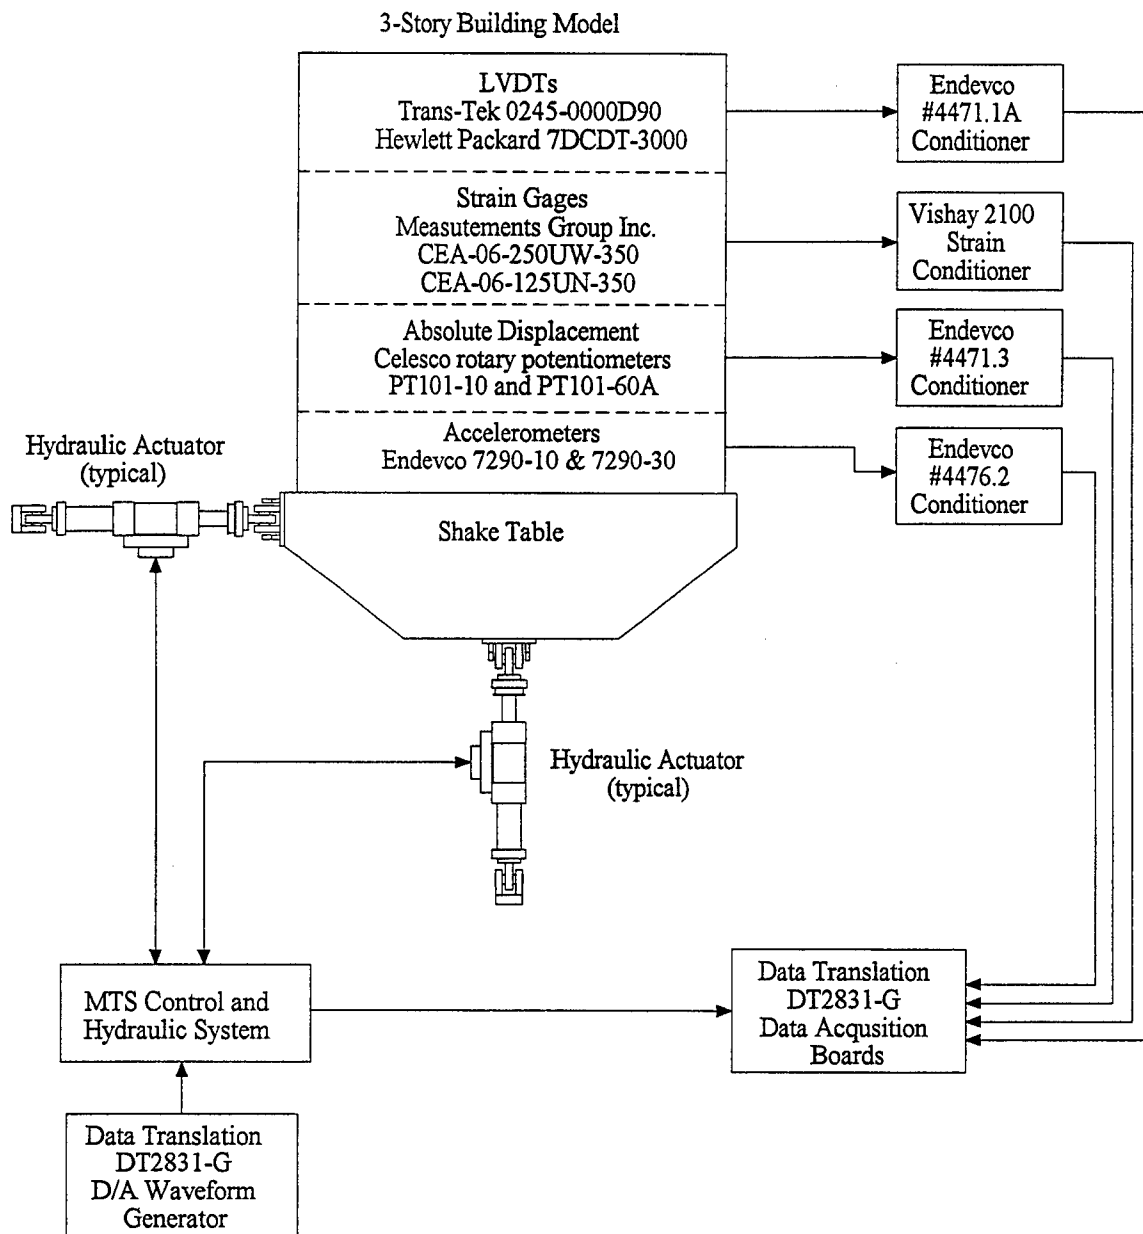 3-Story Building Model
LVDTs
Trans-Tek 0245-0000D90
Hewlett Packard 7DCDT-3000
Endevco
#4471.1A
Conditioner
Strain Gages
Measutements Group Inc.
CEA-06-250UW-350
CEA-06-125UN-350
Vishay 2100
Strain
Conditioner
Absolute Displacement
Celesco rotary potentiometers
PT101-10 and PT101-60A
Endevco
#4471.3
Conditioner
Accelerometers
Endevco 7290-10 & 7290-30
Endevco
#4476.2
Conditioner
Hydraulic Actuator
(typical)
Shake Table
Hydraulic Actuator
(typical)
MTS Control and
Hydraulic System
Data Translation
DT2831-G
Data Acqusition
Boards
Data Translation
DT2831-G
D/A Waveform
Generator